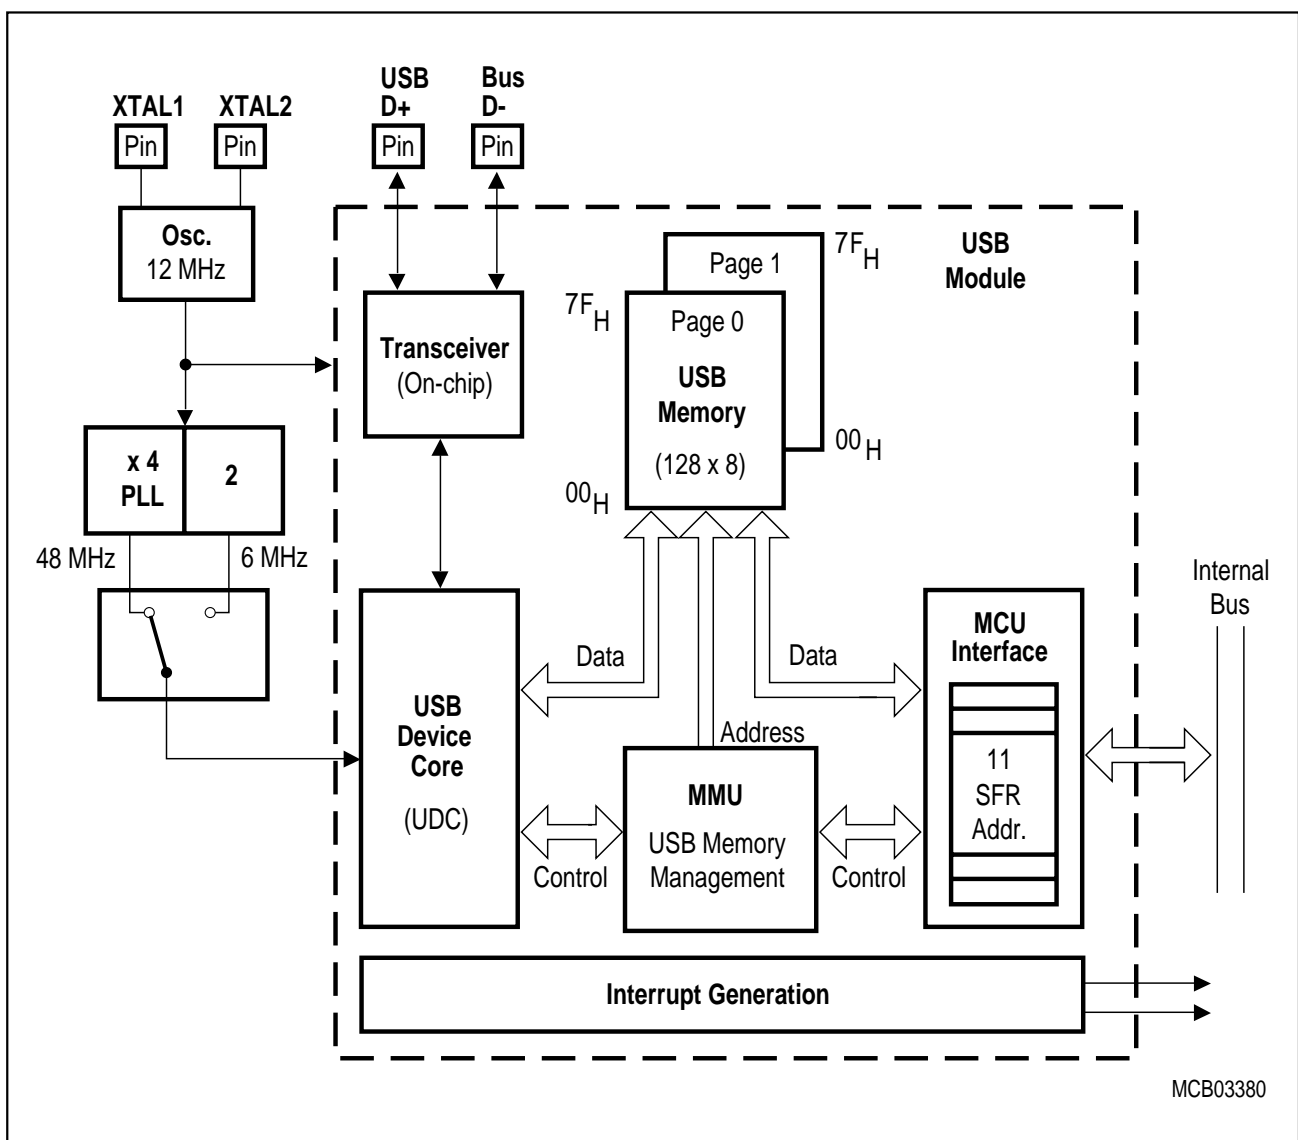 USB Bus
XTAL1 XTAL2 D+ D-
Pin Pin Pin Pin
Osc.
12 MHz
USB
Module
Page 1
7FH
00H
7FH
Page 0
USB
Memory
(128 x 8)
00H
Transceiver
(On-chip)
x 4
PLL
2
48 MHz
6 MHz
Internal
Bus
MCU
Interface
11
SFR
Addr.
Data
Data
USB
Device
Core
(UDC)
Address
MMU
USB Memory
Management
Control
Control
Interrupt Generation
MCB03380